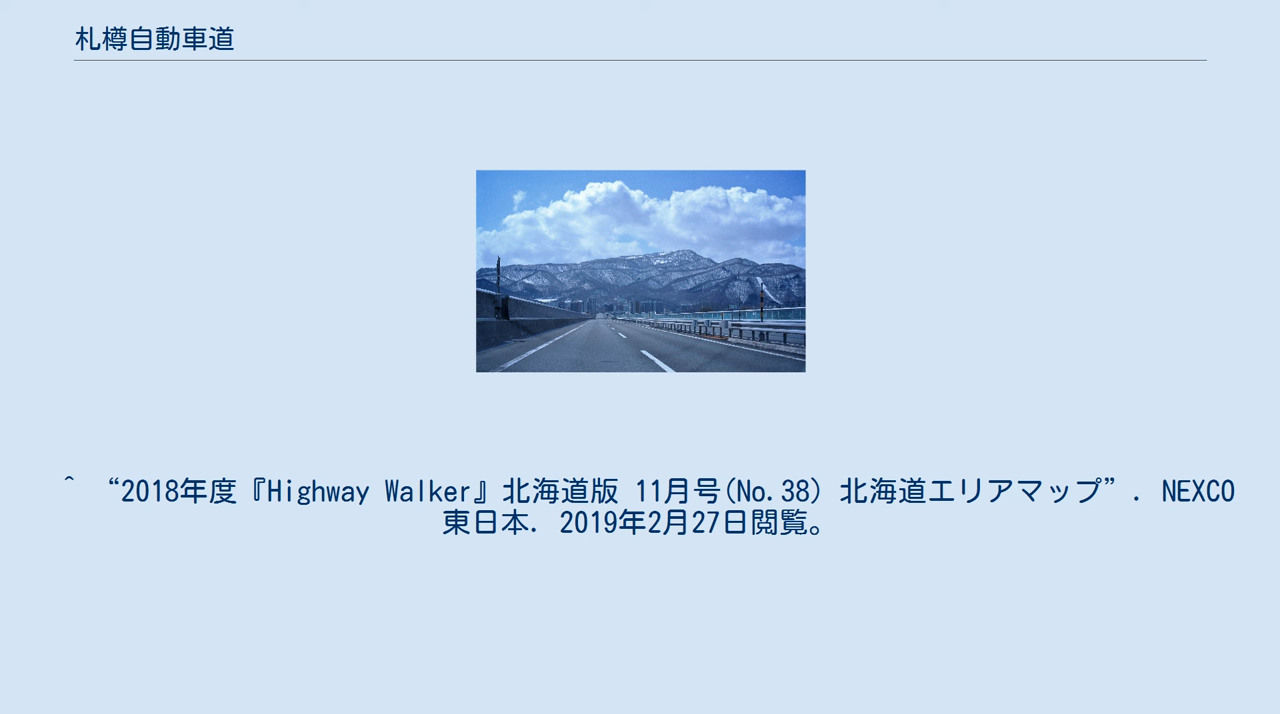 札樽自動車道
^ “2018年度『Highway Walker』北海道版 11月号(No.38) 北海道エリアマップ”. NEXCO
東日本. 2019年2月27日閲覧。